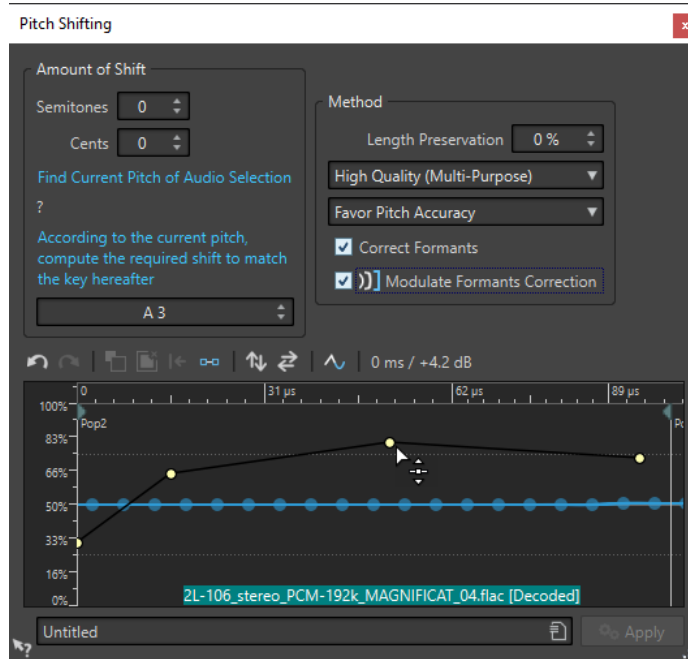 Pitch Shifting
x
Amount of Shift
Semitones 0
Cents 0
Find Current Pitch of Audio Selection
?
According to the current pitch,
compute the required shift to match
the key hereafter
A 3
Method
Length Preservation 0 %
High Quality (Multi-Purpose)
Favor Pitch Accuracy
Correct Formants
Modulate Formants Correction
0 ms / +4.2 dB
0 31 µs 62 µs 89 µs
100%
Pop2
83%
66%
50%
33%
16%
0%
2L-106_stereo_PCM-192k_MAGNIFICAT_04.flac [Decoded]
Untitled
Apply
?